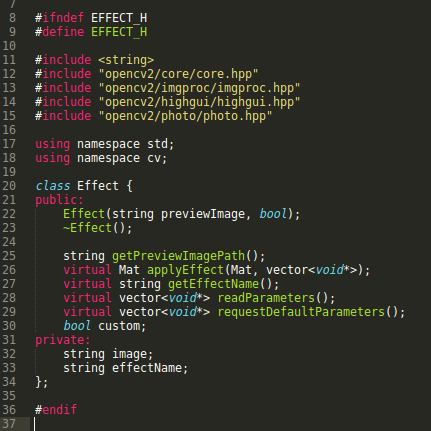 7
8 #ifndef EFFECT_H
9 #define EFFECT_H
10
11 #include <string>
12 #include "opencv2/core/core.hpp"
13 #include "opencv2/imgproc/imgproc.hpp"
14 #include "opencv2/highgui/highgui.hpp"
15 #include "opencv2/photo/photo.hpp"
16
17 using namespace std;
18 using namespace cv;
19
20 class Effect {
21 public:
22     Effect(string previewImage, bool);
23     ~Effect();
24
25     string getPreviewImagePath();
26     virtual Mat applyEffect(Mat, vector<void*>);
27     virtual string getEffectName();
28     virtual vector<void*> readParameters();
29     virtual vector<void*> requestDefaultParameters();
30     bool custom;
31 private:
32     string image;
33     string effectName;
34 };
35
36 #endif
37